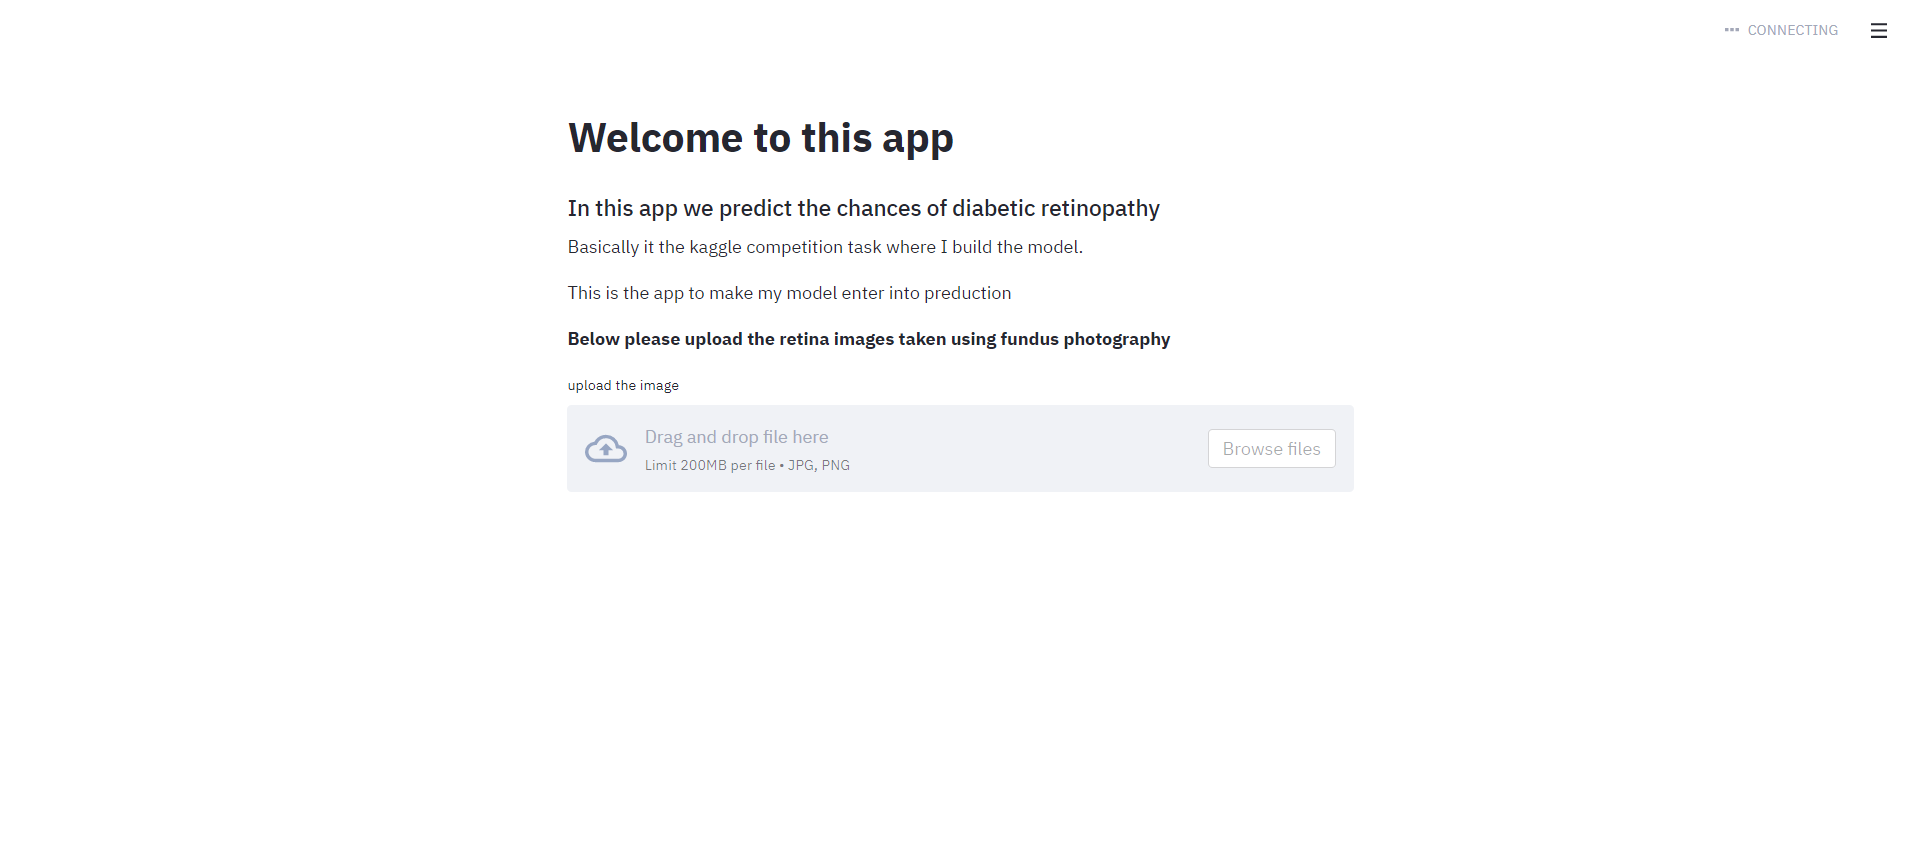 CONNECTING
Welcome to this app
In this app we predict the chances of diabetic retinopathy
Basically it the kaggle competition task where I build the model.
This is the app to make my model enter into preduction
Below please upload the retina images taken using fundus photography
upload the image
Drag and drop file here
Limit 200MB per file • JPG, PNG
Browse files